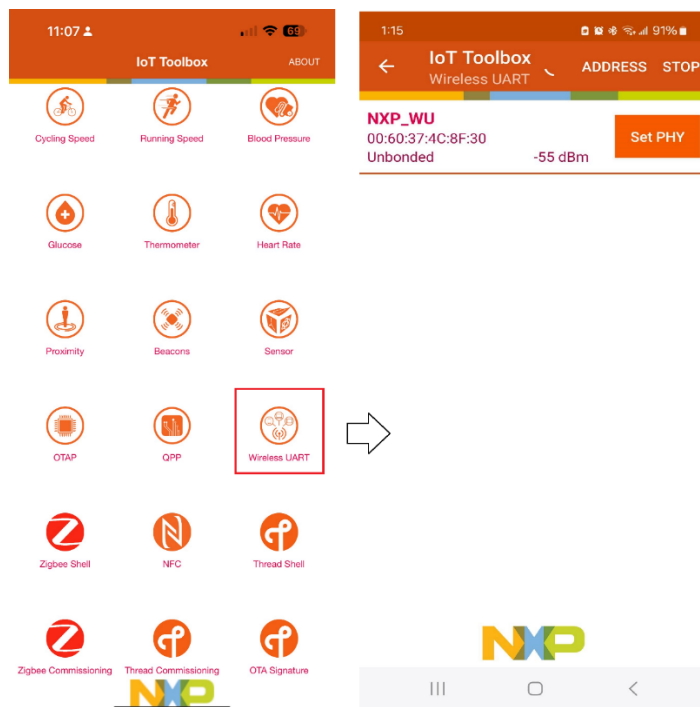 11:07
69
IoT Toolbox
ABOUT
Cycling Speed
Running Speed
Blood Pressure
Glucose
Thermometer
Heart Rate
Proximity
Beacons
Sensor
OTAP
QPP
Wireless UART
Zigbee Shell
NFC
Thread Shell
Zigbee Commissioning
Thread Commissioning
OTA Signature
NXP
1:15
91%
IoT Toolbox
Wireless UART
ADDRESS
STOP
NXP_WU
00:60:37:4C:8F:30
Unbonded
-55 dBm
Set PHY
NXP